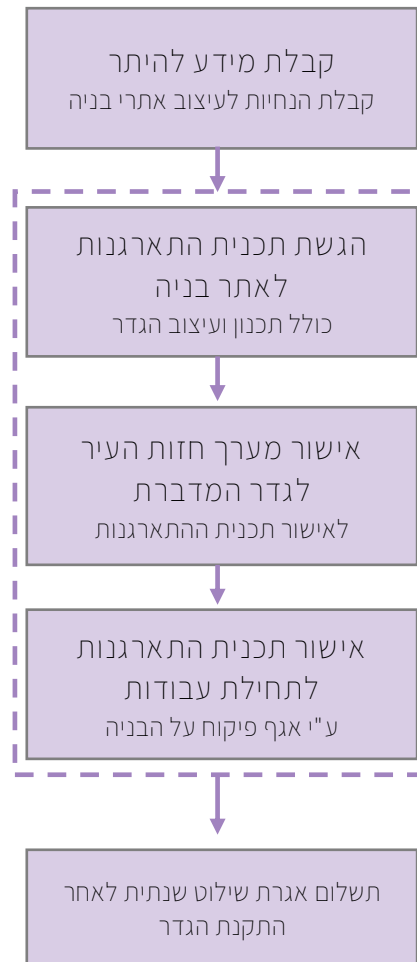 קבלת מידע להיתר
קבלת הנחיות לעיצוב אתרי בניה
הגשת תכנית התארגנות
לאתר בניה
כולל תכנון ועיצוב הגדר
אישור מערך חזות העיר
לגדר המדברת
לאישור תכנית ההתארגנות
אישור תכנית התארגנות
לתחילת עבודות
ע"י אגף פיקוח על הבניה
תשלום אגרת שילוט שנתית לאחר
התקנת הגדר